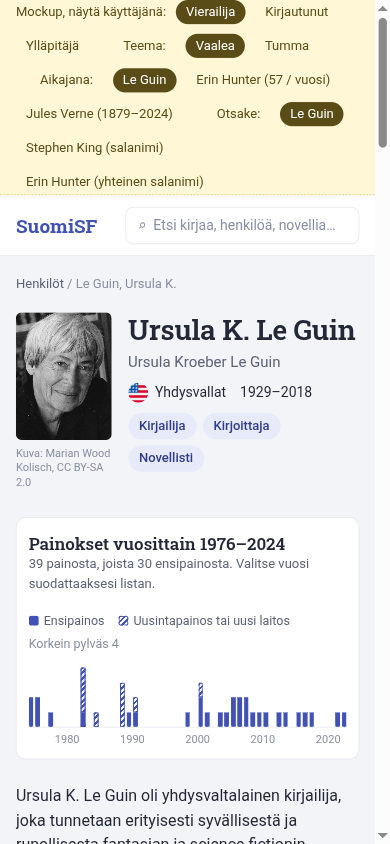 Mockup, näytä käyttäjänä: Vierailija Kirjautunut
Ylläpitäjä Teema: Vaalea Tumma
Aikajana: Le Guin Erin Hunter (57 / vuosi)
Jules Verne (1879–2024) Otsake: Le Guin
Stephen King (salanimi)
Erin Hunter (yhteinen salanimi)
SuomiSF Etsi kirjaa, henkilöä, novellia…
Henkilöt / Le Guin, Ursula K.
Ursula K. Le Guin
Ursula Kroeber Le Guin
Yhdysvallat 1929–2018
Kirjailija Kirjoittaja
Novellisti
Kuva: Marian Wood
Kolisch, CC BY-SA
2.0
Painokset vuosittain 1976–2024
39 painosta, joista 30 ensipainosta. Valitse vuosi
suodattaaksesi listan.
Ensipainos Uusintapainos tai uusi laitos
Korkein pylväs 4
1980 1990 2000 2010 2020
Ursula K. Le Guin oli yhdysvaltalainen kirjailija,
joka tunnetaan erityisesti syvällisestä ja
runollisesta fantasian ja science fictionin